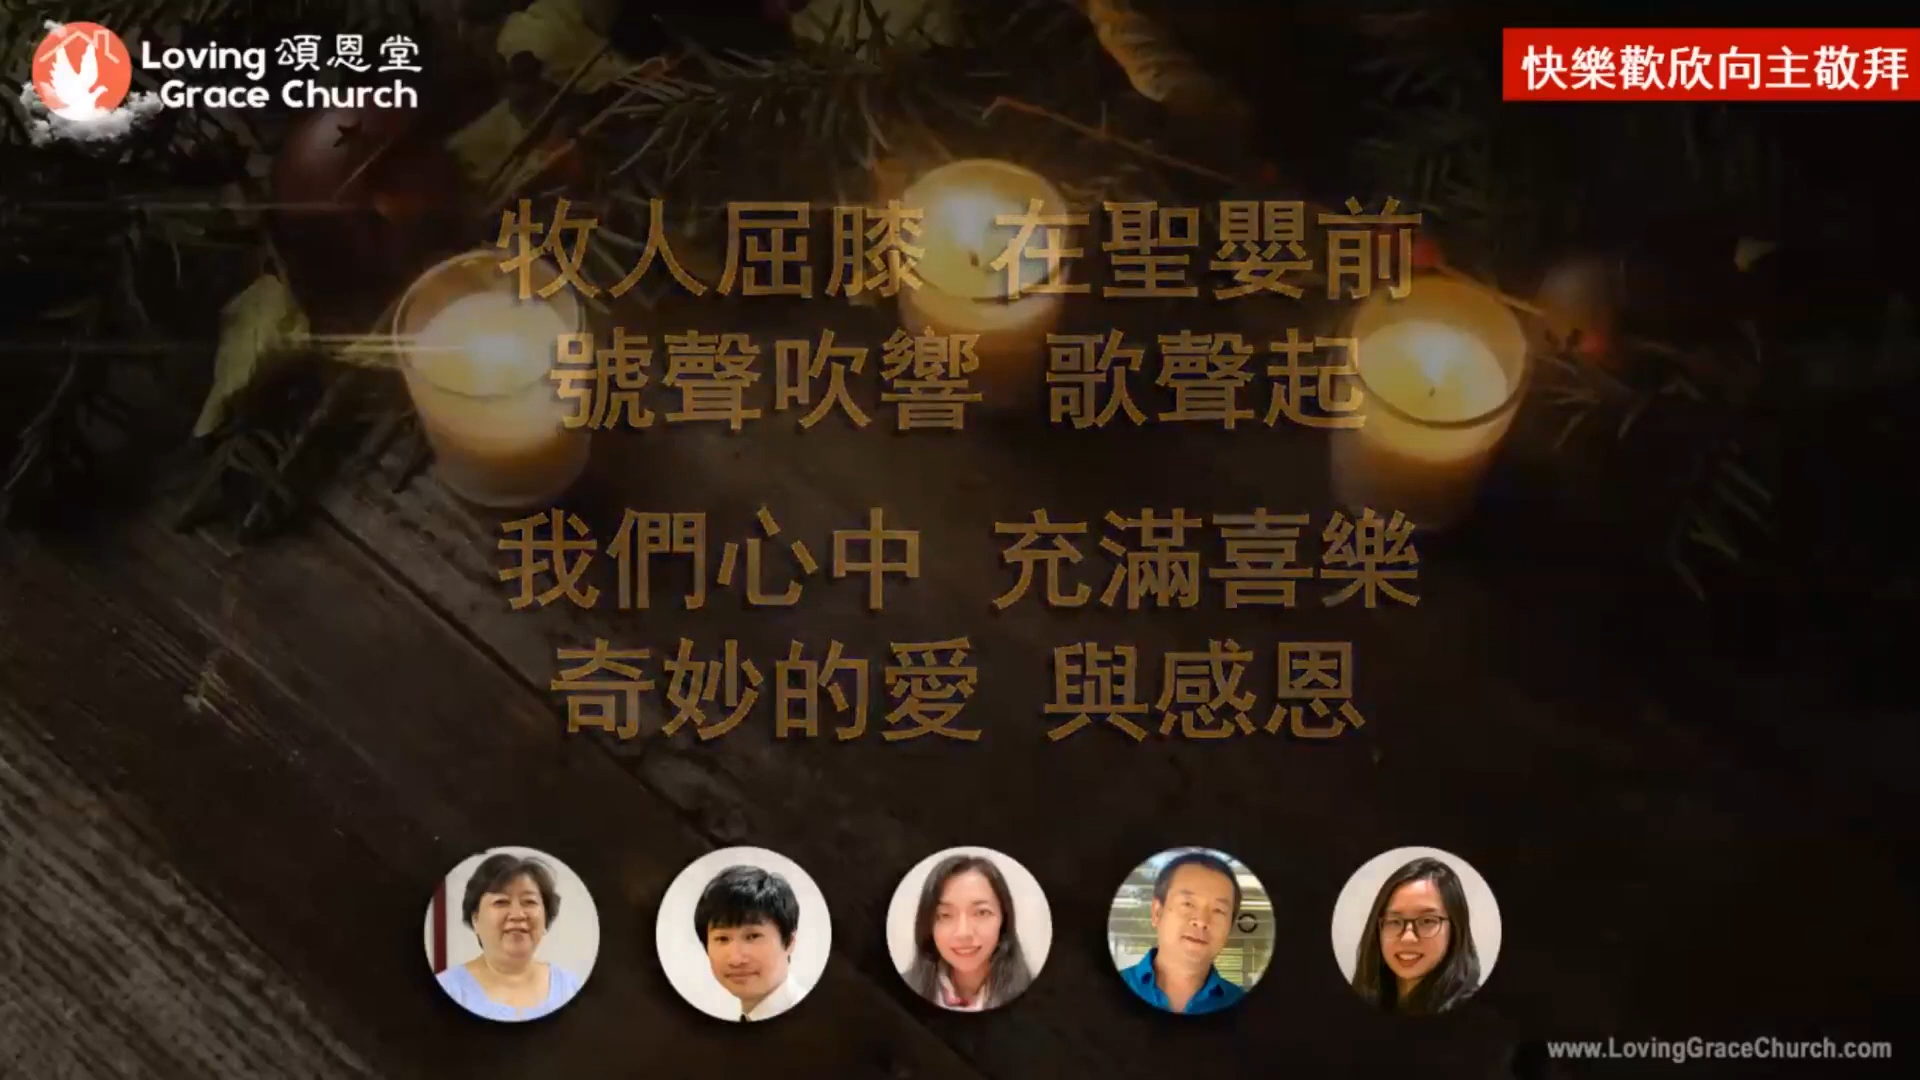 Loving 頌恩堂
Grace Church
快樂歡欣向主敬拜
牧人屈膝 在聖嬰前
號聲吹響 歌聲起
我們心中 充滿喜樂
奇妙的愛 與感恩
www.LovingGraceChurch.com